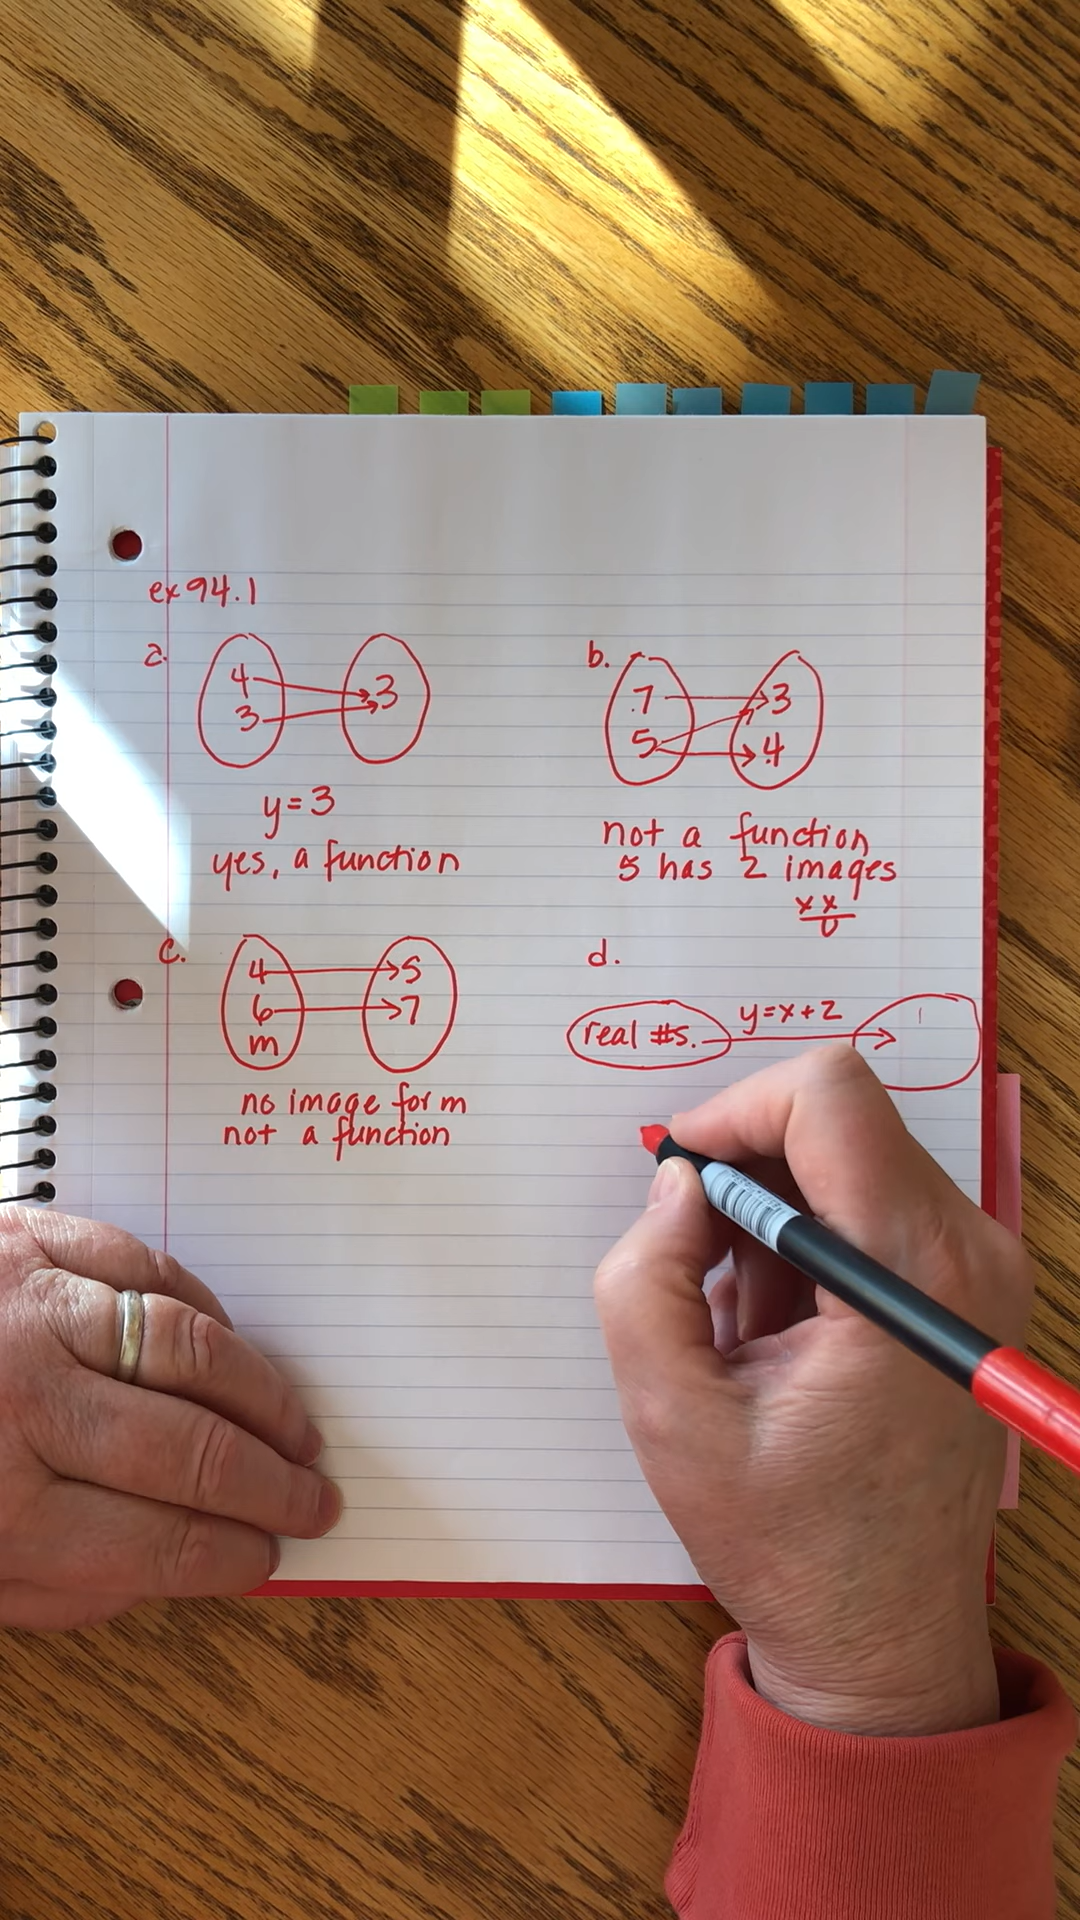 ex 94.1
a.
4 3
3
y = 3
yes, a function
b.
7 3
5 4
not a function
5 has 2 images
x x
0
c.
4 5
6 7
m
no image for m
not a function
d.
real #s. y=x+2